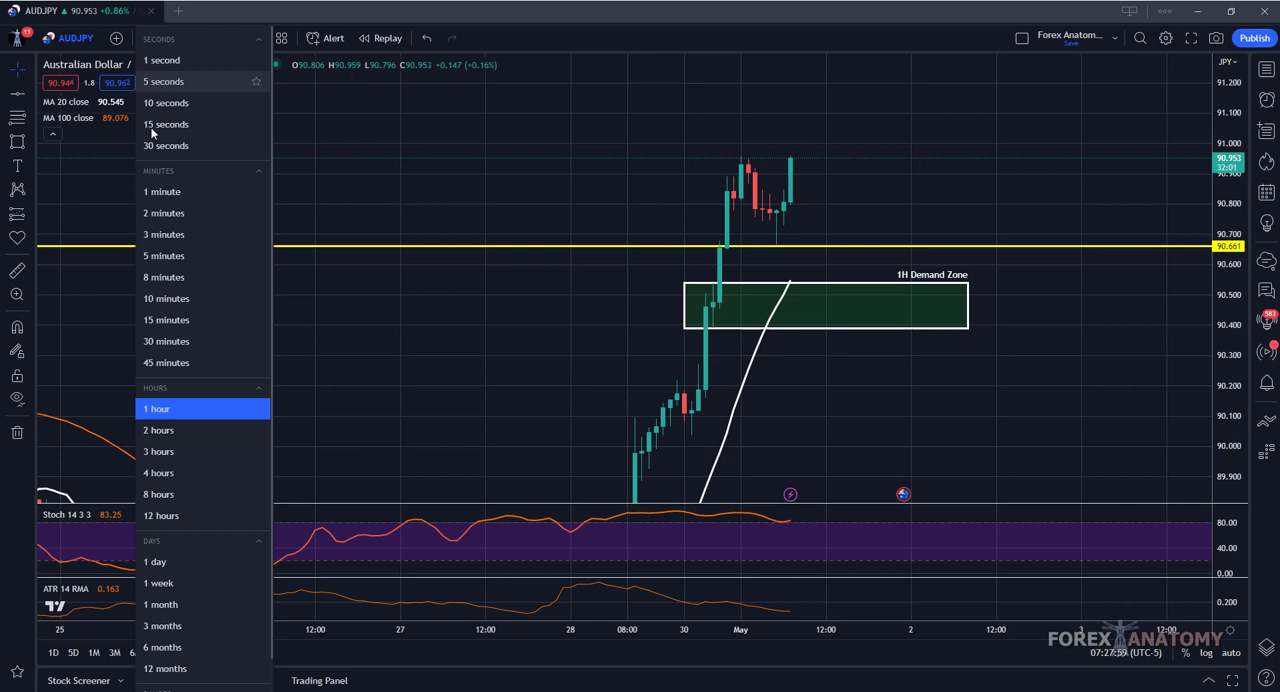 AUDJPY ▲ 90.953 +0.86%
11
AUDJPY
Alert
Replay
Forex Anatom...
Save
Publish
Australian Dollar /
90.944
1.8
90.962
MA 20 close 90.545
MA 100 close 89.076
O90.806 H90.959 L90.796 C90.953 +0.147 (+0.16%)
SECONDS
1 second
5 seconds
10 seconds
15 seconds
30 seconds
MINUTES
1 minute
2 minutes
3 minutes
5 minutes
8 minutes
10 minutes
15 minutes
30 minutes
45 minutes
HOURS
1 hour
2 hours
3 hours
4 hours
8 hours
12 hours
DAYS
1 day
1 week
1 month
3 months
6 months
12 months
1H Demand Zone
JPY
91.200
91.100
91.000
90.953
32:01
90.900
90.800
90.700
90.661
90.600
90.500
90.400
90.300
90.200
90.100
90.000
89.900
583
Stoch 14 3 3 83.25
80.00
40.00
0.00
ATR 14 RMA 0.163
0.200
25
12:00
27
12:00
28
08:00
30
May
12:00
2
12:00
3
12:00
FOREX ANATOMY
1D 5D 1M 3M 6
07:27:59 (UTC-5)
% log auto
Stock Screener
Trading Panel